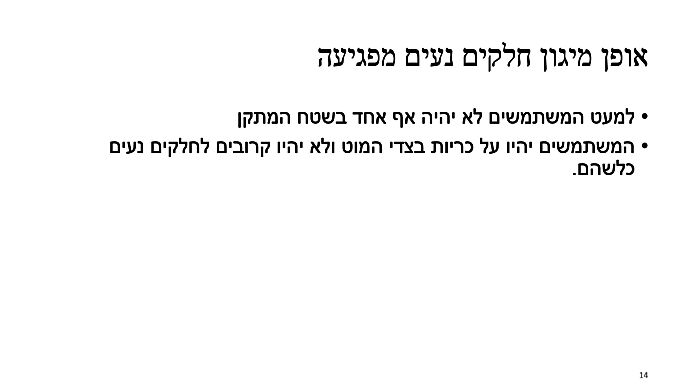 אופן מיגון חלקים נעים מפגיעה
• למעט המשתמשים לא יהיה אף אחד בשטח המתקן
• המשתמשים יהיו על כריות בצדי המוט ולא יהיו קרובים לחלקים נעים
כלשהם.
14